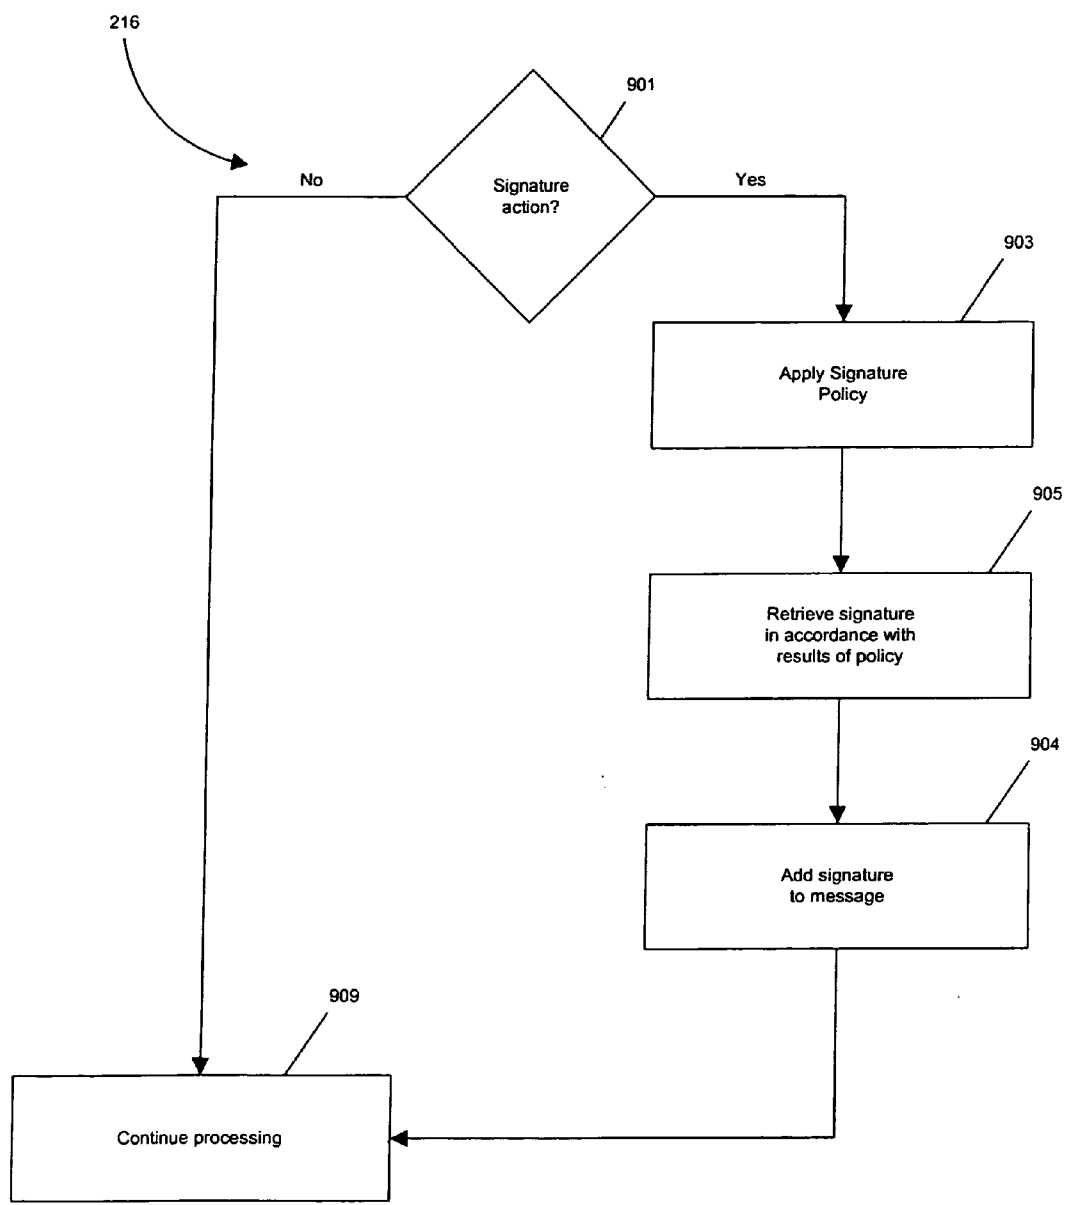 216
901
Signature
action?
No
Yes
903
Apply Signature
Policy
905
Retrieve signature
in accordance with
results of policy
904
Add signature
to message
909
Continue processing